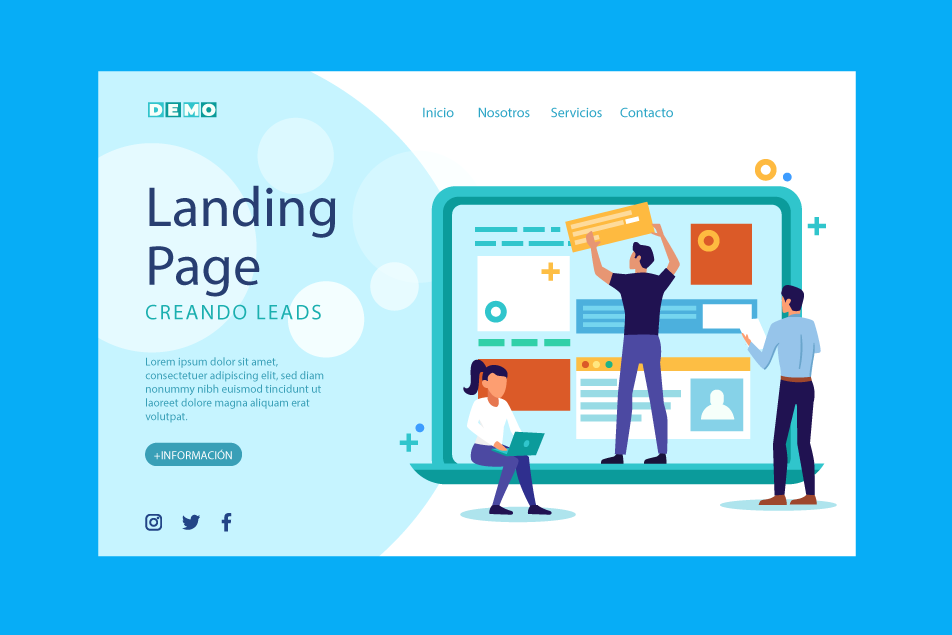 DEMO
Inicio Nosotros Servicios Contacto
Landing
Page
CREANDO LEADS
Lorem ipsum dolor sit amet,
consectetuer adipiscing elit, sed diam
nonummy nibh euismod tincidunt ut
laoreet dolore magna aliquam erat
volutpat.
+INFORMACIÓN